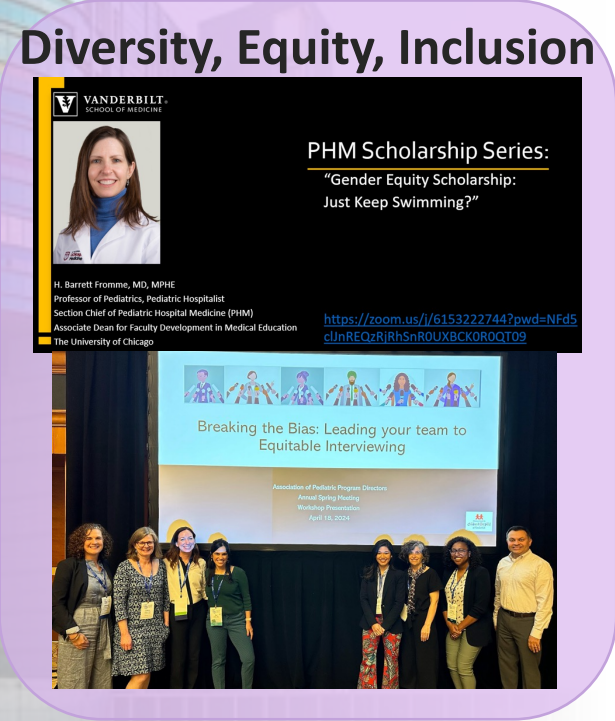 Diversity, Equity, Inclusion
VANDERBILT
SCHOOL OF MEDICINE
PHM Scholarship Series:
“Gender Equity Scholarship:
Just Keep Swimming?”
H. Barrett Fromme, MD, MPHE
Professor of Pediatrics, Pediatric Hospitalist
Section Chief of Pediatric Hospital Medicine (PHM)
Associate Dean for Faculty Development in Medical Education
The University of Chicago
https://zoom.us/j/6153222744?pwd=NFd5
clJnREQzRjRhSnR0UXBCK0R0QT09
Breaking the Bias: Leading your team to
Equitable Interviewing
Association of Pediatric Program Directors
Annual Spring Meeting
Workshop Presentation
April 18, 2024